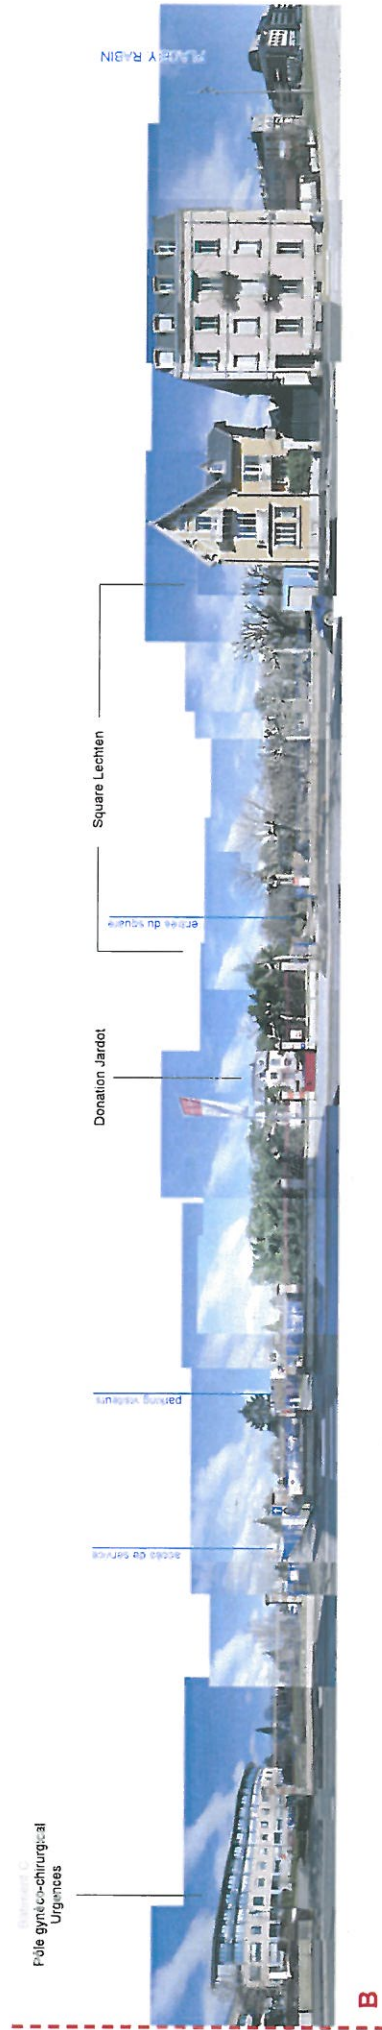 Pôle gynéco-chirurgical
Urgences
accès de service
parking visiteurs
Donation Jardot
entrée du square
Square Lechten
PLACE Y RABIN
B